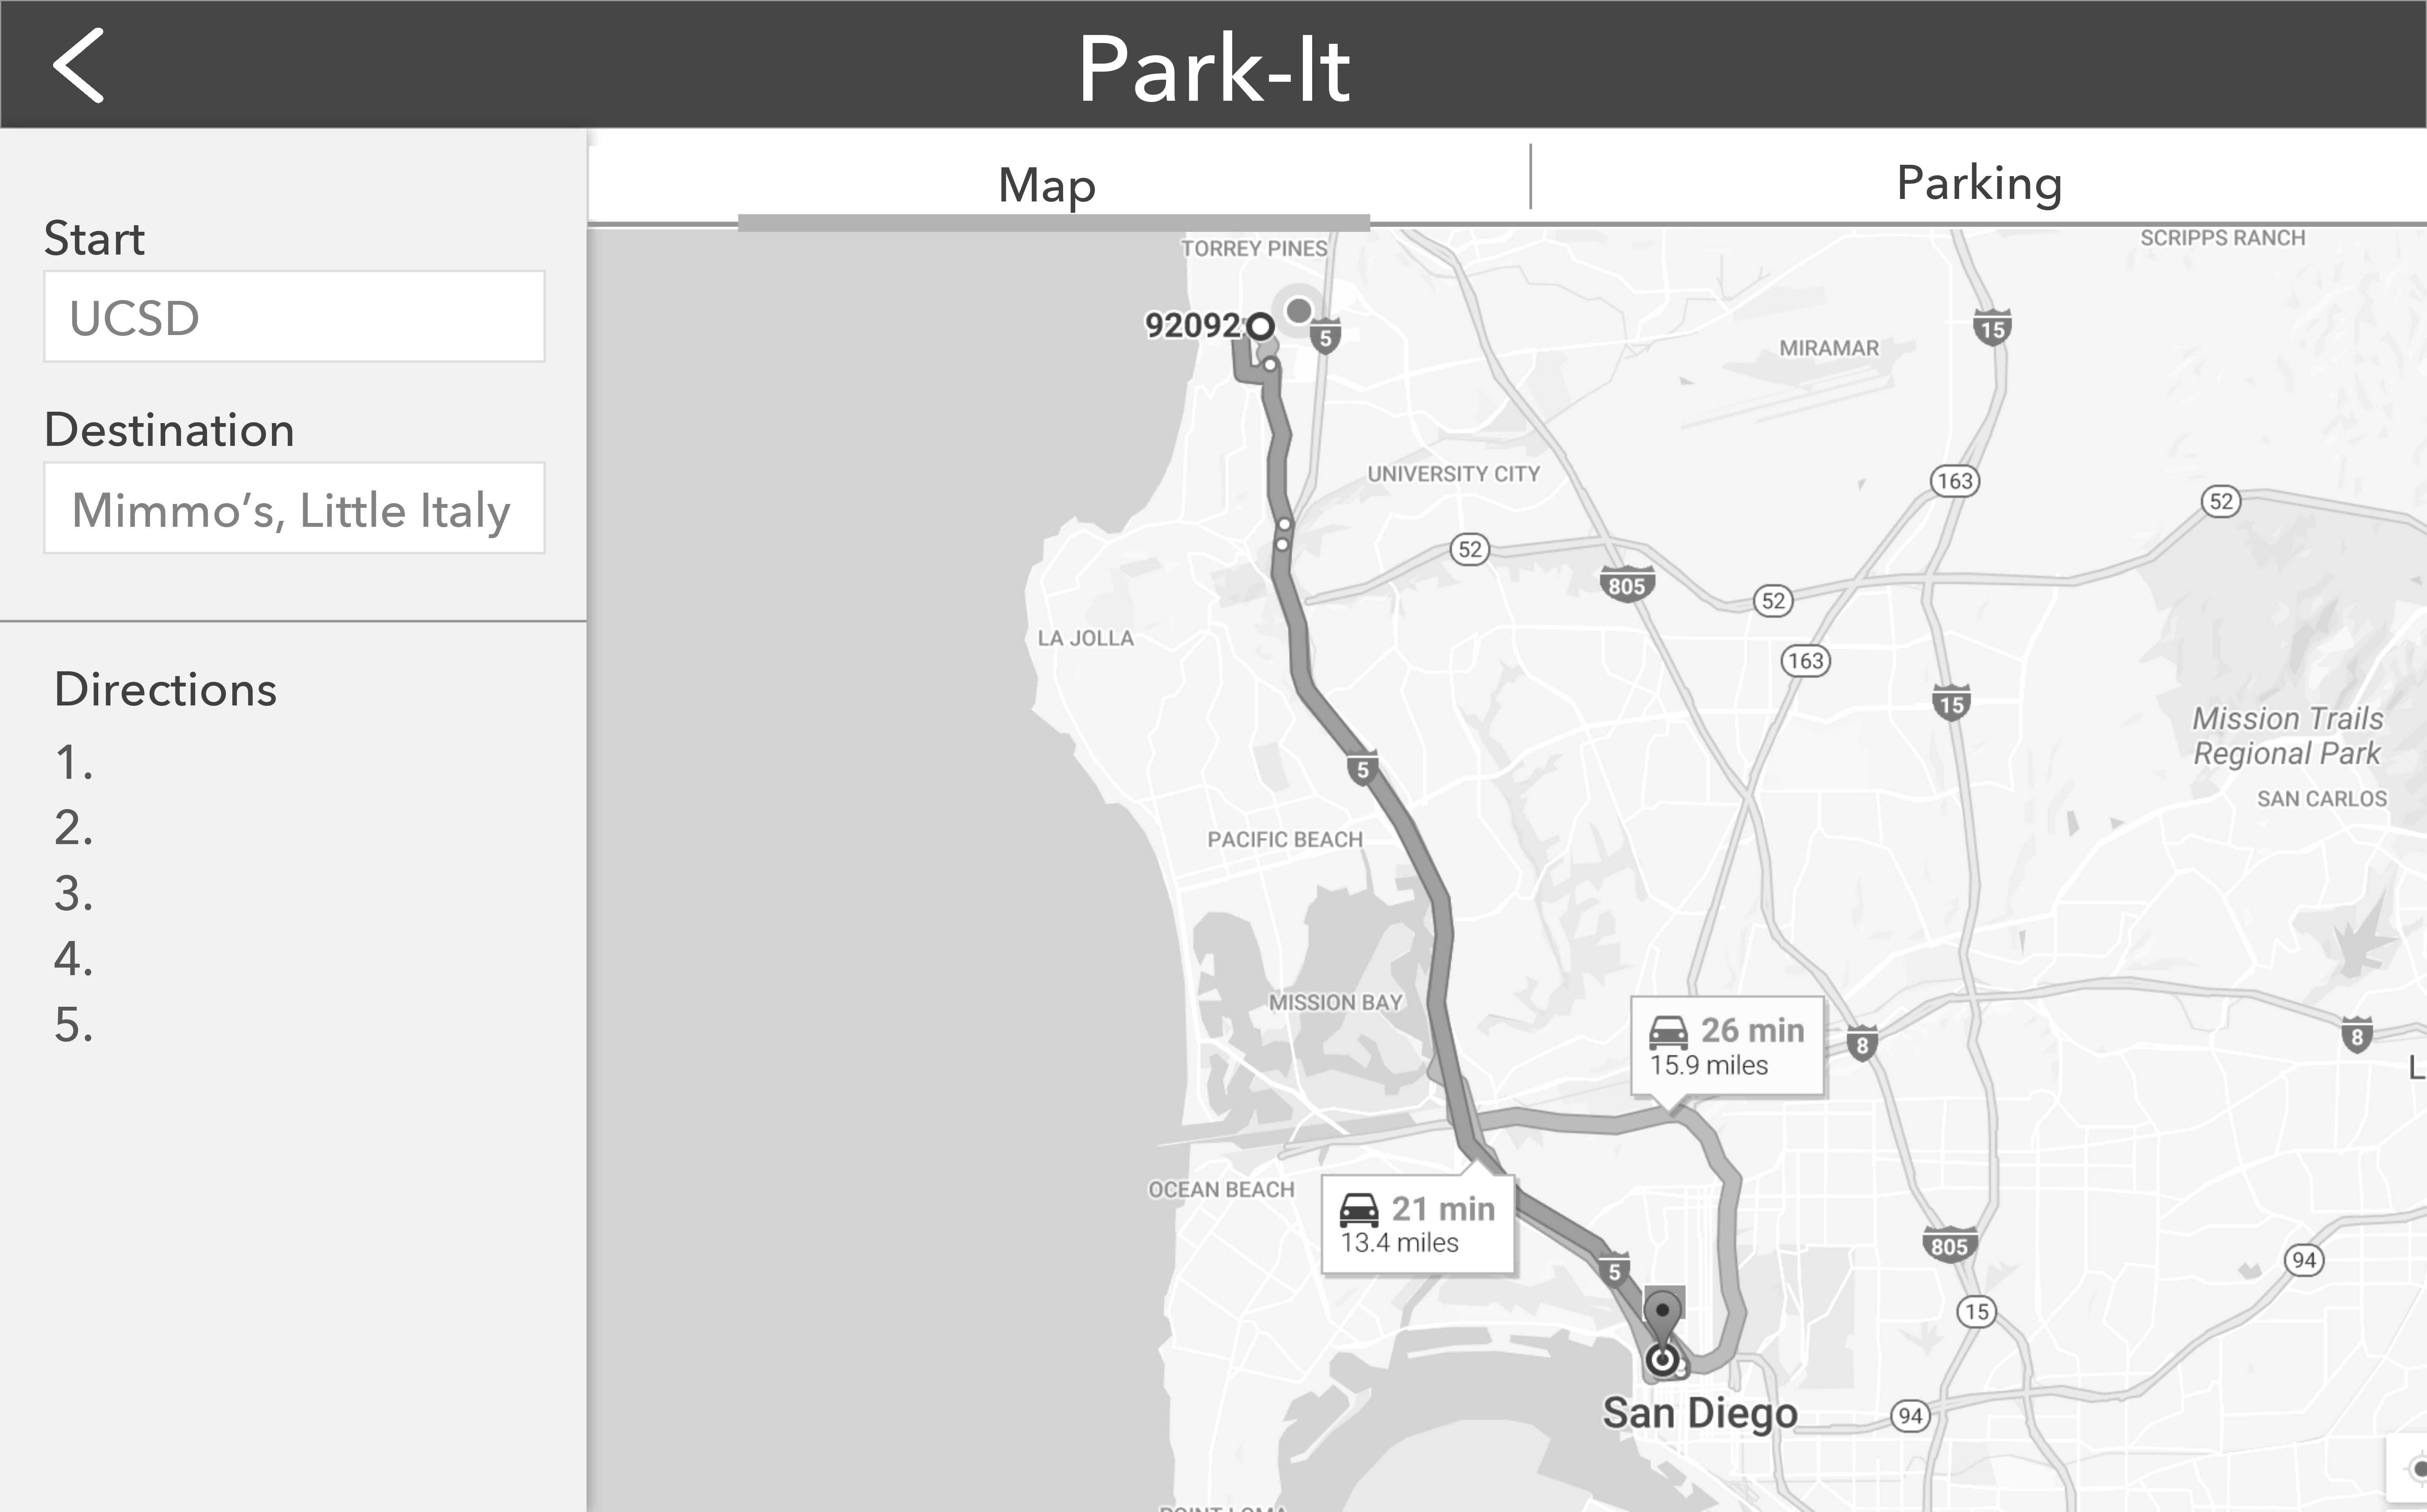 Park-It
Start
UCSD
Destination
Mimmo’s, Little Italy
Directions
1.
2.
3.
4.
5.
Map
Parking
TORREY PINES
SCRIPPS RANCH
92092
5
15
MIRAMAR
UNIVERSITY CITY
163
52
52
805
52
LA JOLLA
163
15
Mission Trails
Regional Park
5
SAN CARLOS
PACIFIC BEACH
MISSION BAY
26 min
15.9 miles
8
8
L
OCEAN BEACH
21 min
13.4 miles
805
94
5
15
San Diego
94